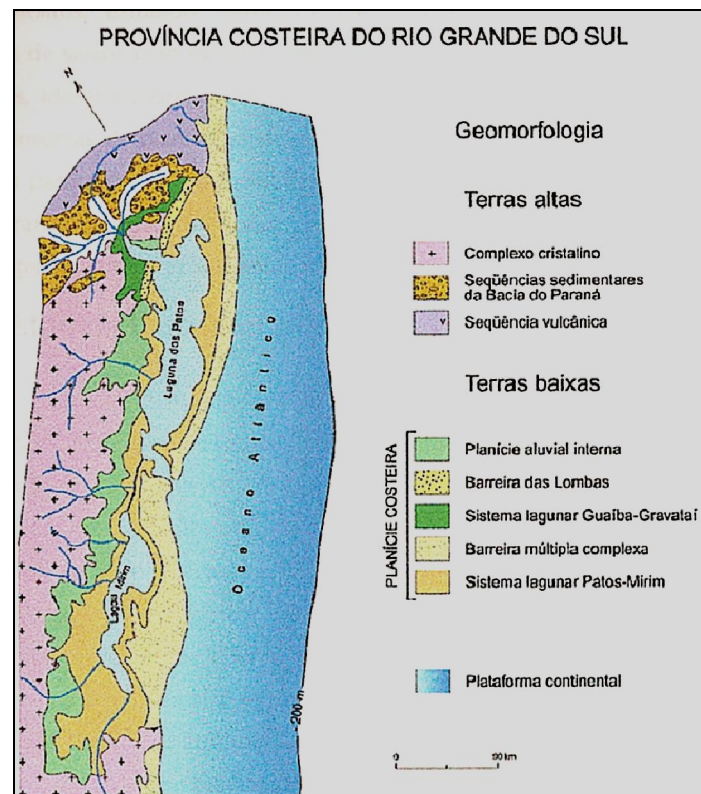 PROVÍNCIA COSTEIRA DO RIO GRANDE DO SUL
N
Geomorfologia
Terras altas
Complexo cristalino
Seqüências sedimentares
da Bacia do Paraná
Seqüência vulcânica
Terras baixas
PLANÍCIE COSTEIRA
Planície aluvial interna
Barreira das Lombas
Sistema lagunar Guaíba-Gravataí
Barreira múltipla complexa
Sistema lagunar Patos-Mirim
Plataforma continental
Laguna dos Patos
Lagoa Mirim
Oceano Atlântico
-200 m
0